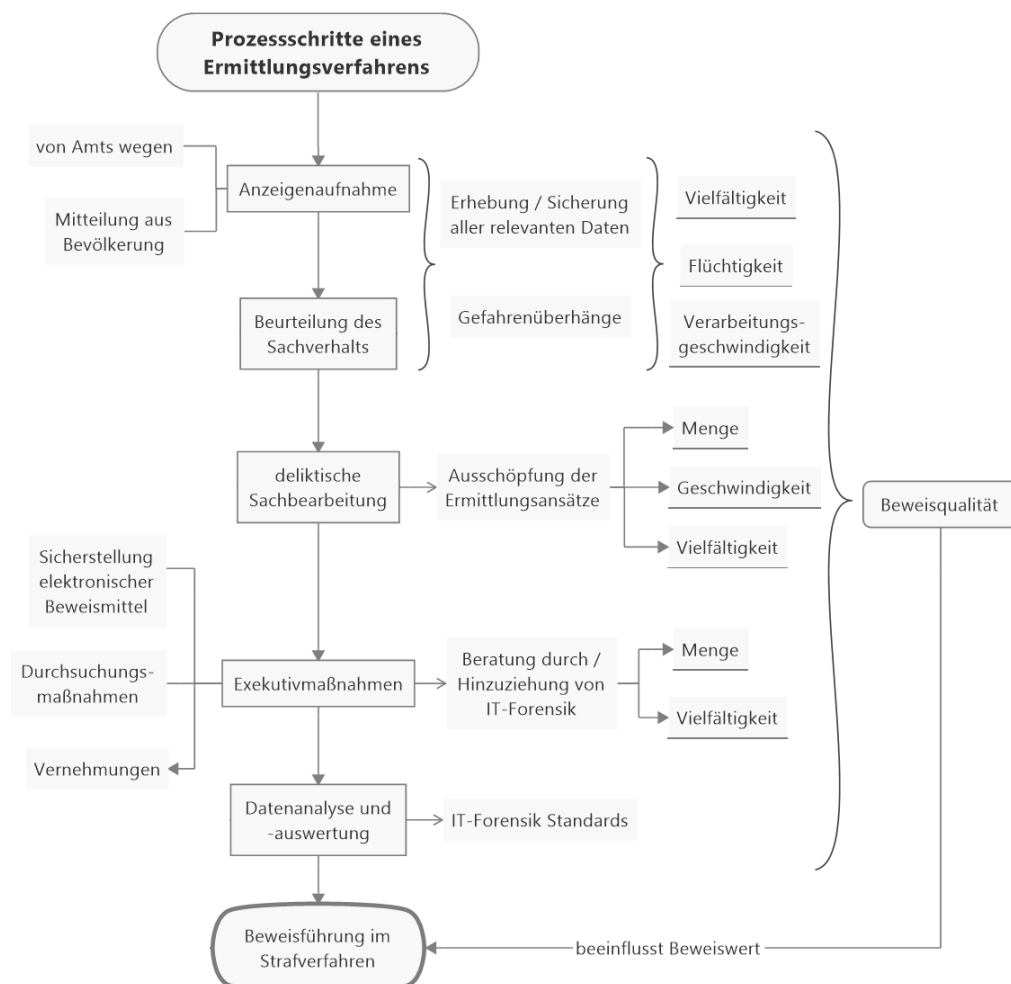 Prozessschritte eines
Ermittlungsverfahrens
von Amts wegen
Anzeigenaufnahme
Mitteilung aus
Bevölkerung
Erhebung / Sicherung
aller relevanten Daten
Gefahrenüberhänge
Vielfältigkeit
Flüchtigkeit
Verarbeitungs-
geschwindigkeit
Beurteilung des
Sachverhalts
deliktische
Sachbearbeitung
Ausschöpfung der
Ermittlungsansätze
Menge
Geschwindigkeit
Vielfältigkeit
Beweisqualität
Sicherstellung
elektronischer
Beweismittel
Durchsuchungs-
maßnahmen
Vernehmungen
Exekutivmaßnahmen
Beratung durch /
Hinzuziehung von
IT-Forensik
Menge
Vielfältigkeit
Datenanalyse und
-auswertung
IT-Forensik Standards
Beweisführung im
Strafverfahren
beeinflusst Beweiswert